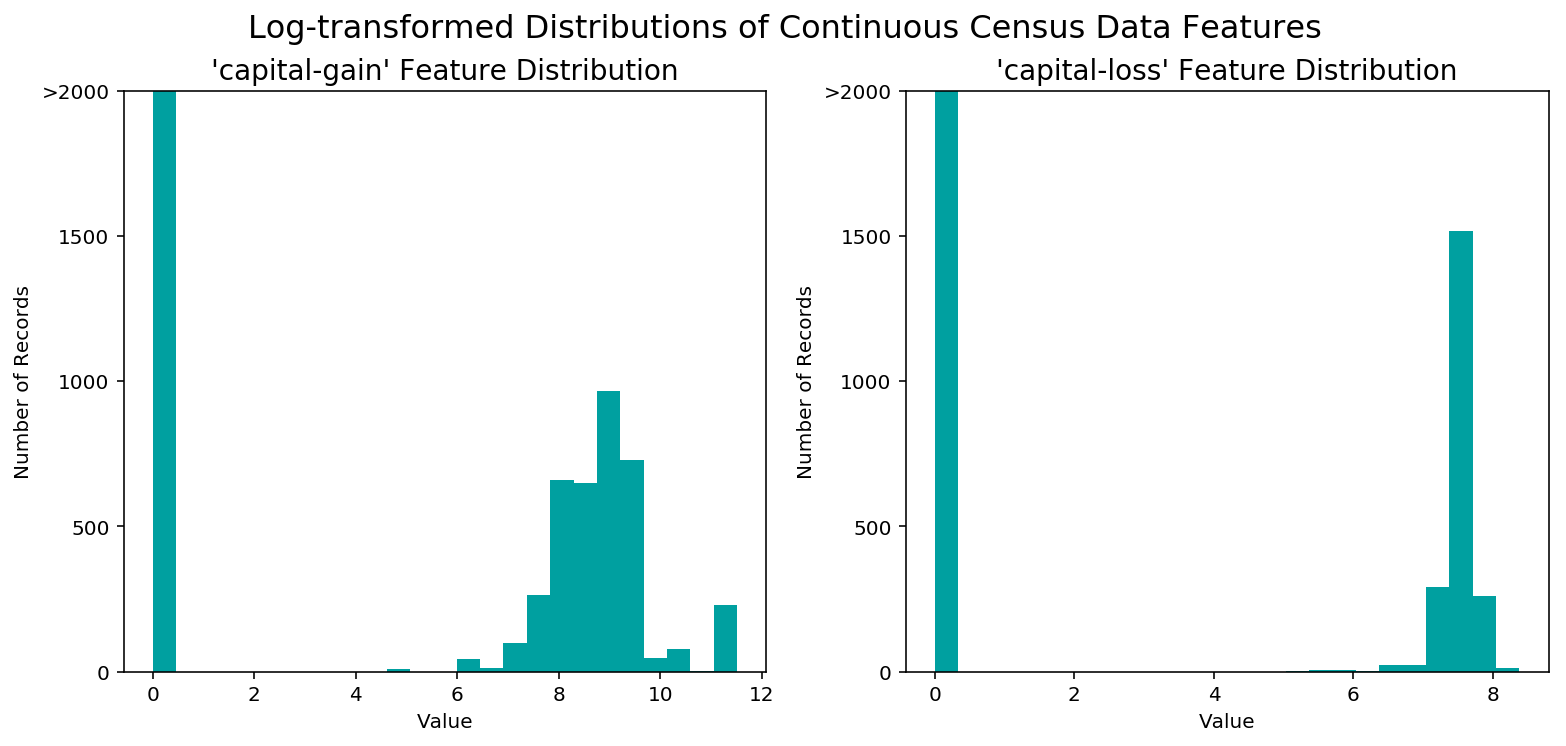 Log-transformed Distributions of Continuous Census Data Features
'capital-gain' Feature Distribution
>2000
1500
1000
500
0
Number of Records
0 2 4 6 8 10 12
Value
'capital-loss' Feature Distribution
>2000
1500
1000
500
0
Number of Records
0 2 4 6 8
Value